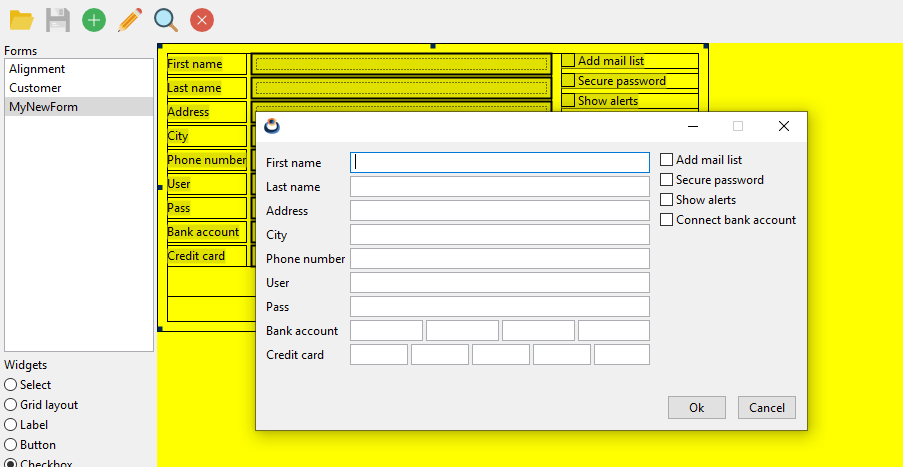 Forms
Alignment
Customer
MyNewForm
Widgets
Select
Grid layout
Label
Button
Checkbox
First name
Last name
Address
City
Phone number
User
Pass
Bank account
Credit card
Add mail list
Secure password
Show alerts
First name
Last name
Address
City
Phone number
User
Pass
Bank account
Credit card
Add mail list
Secure password
Show alerts
Connect bank account
Ok Cancel